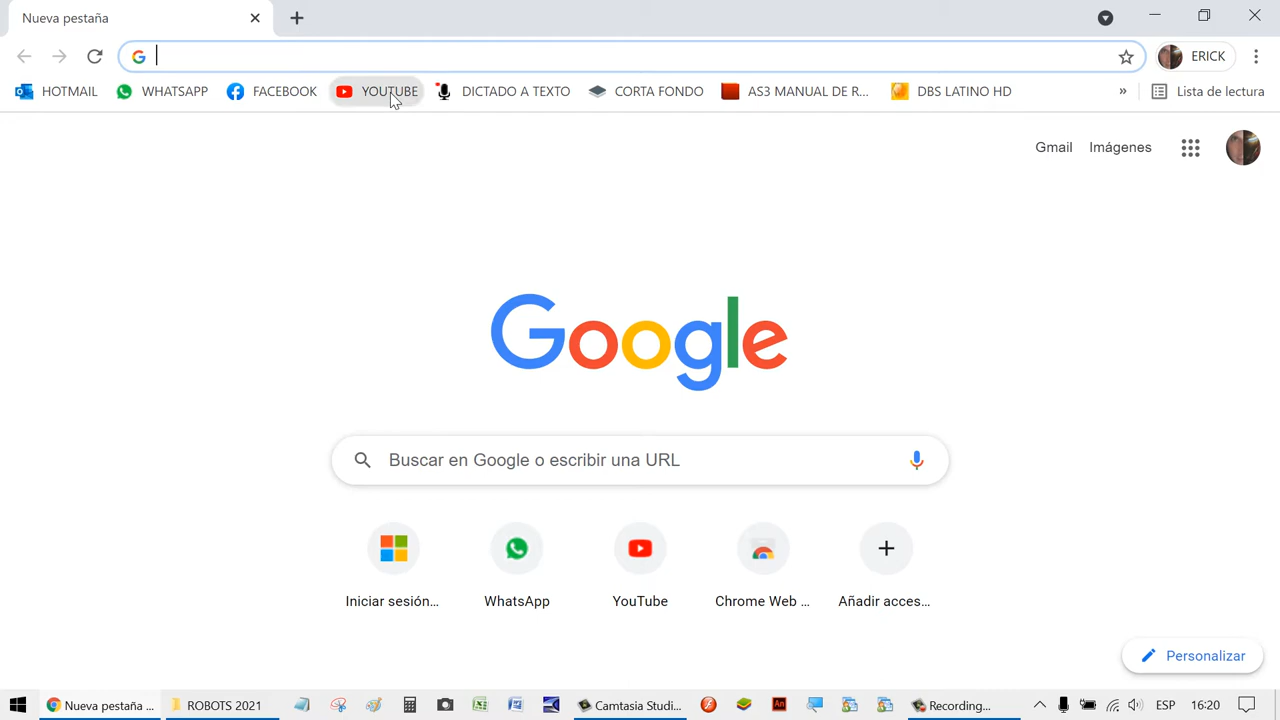 Nueva pestaña
ERICK
HOTMAIL WHATSAPP FACEBOOK YOUTUBE DICTADO A TEXTO CORTA FONDO AS3 MANUAL DE R... DBS LATINO HD » Lista de lectura
Gmail Imágenes
Google
Buscar en Google o escribir una URL
Iniciar sesión... WhatsApp YouTube Chrome Web ... Añadir acces...
Personalizar
Nueva pestaña ... ROBOTS 2021 An Camtasia Studi... Recording... ESP 16:20